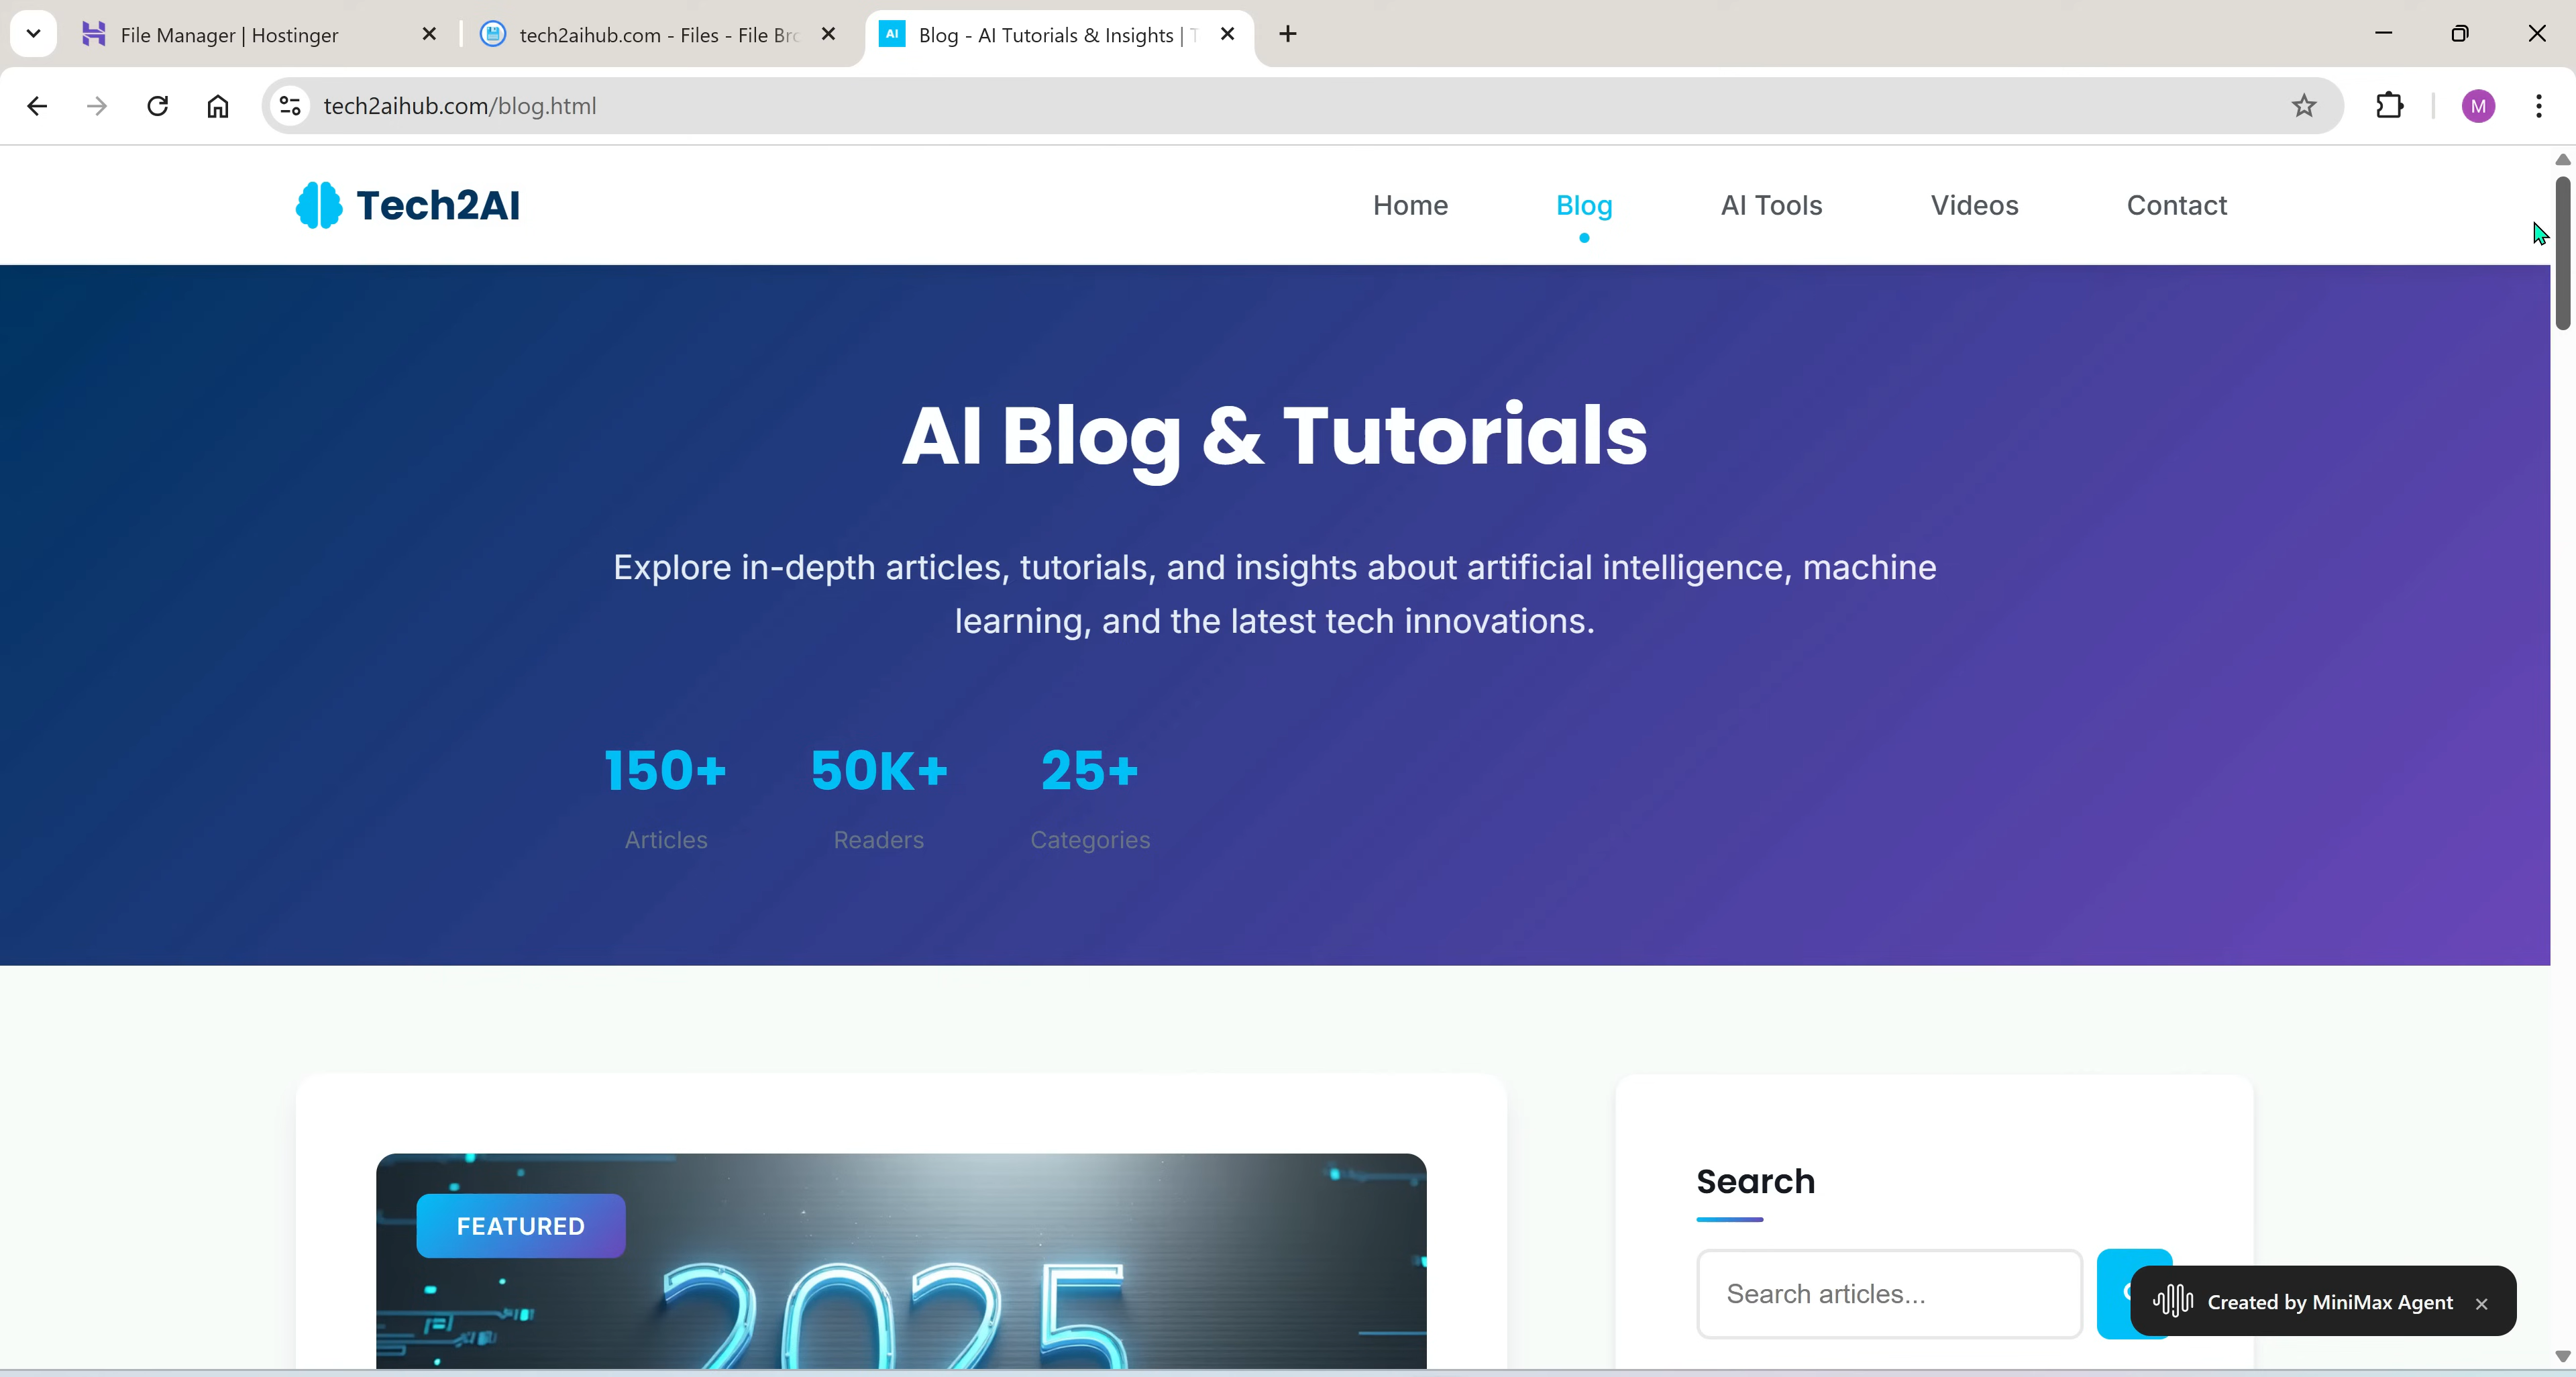 File Manager | Hostinger
tech2aihub.com - Files - File Bro
AI
Blog - AI Tutorials & Insights | T
tech2aihub.com/blog.html
M
Tech2AI
Home
Blog
AI Tools
Videos
Contact
AI Blog & Tutorials
Explore in-depth articles, tutorials, and insights about artificial intelligence, machine
learning, and the latest tech innovations.
150+
50K+
25+
Articles
Readers
Categories
FEATURED
2025
Search
Search articles...
Created by MiniMax Agent